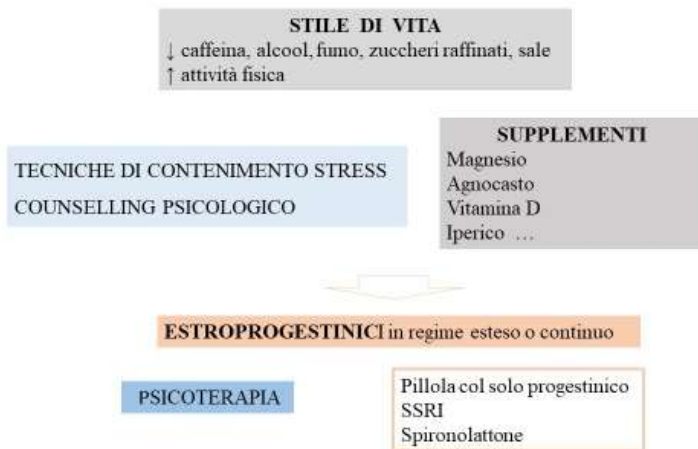 STILE DI VITA
↓ caffeina, alcool, fumo, zuccheri raffinati, sale
↑ attività fisica
TECNICHE DI CONTENIMENTO STRESS
COUNSELLING PSICOLOGICO
SUPPLEMENTI
Magnesio
Agnocasto
Vitamina D
Iperico ...
ESTROPROGESTINICI in regime esteso o continuo
PSICOTERAPIA
Pillola col solo progestinico
SSRI
Spironolattone